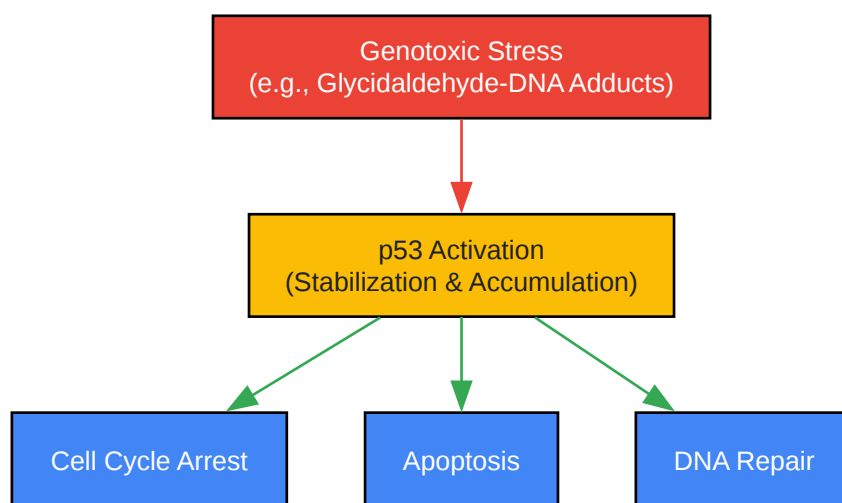 Genotoxic Stress
(e.g., Glycidaldehyde-DNA Adducts)
p53 Activation
(Stabilization & Accumulation)
Cell Cycle Arrest
Apoptosis
DNA Repair